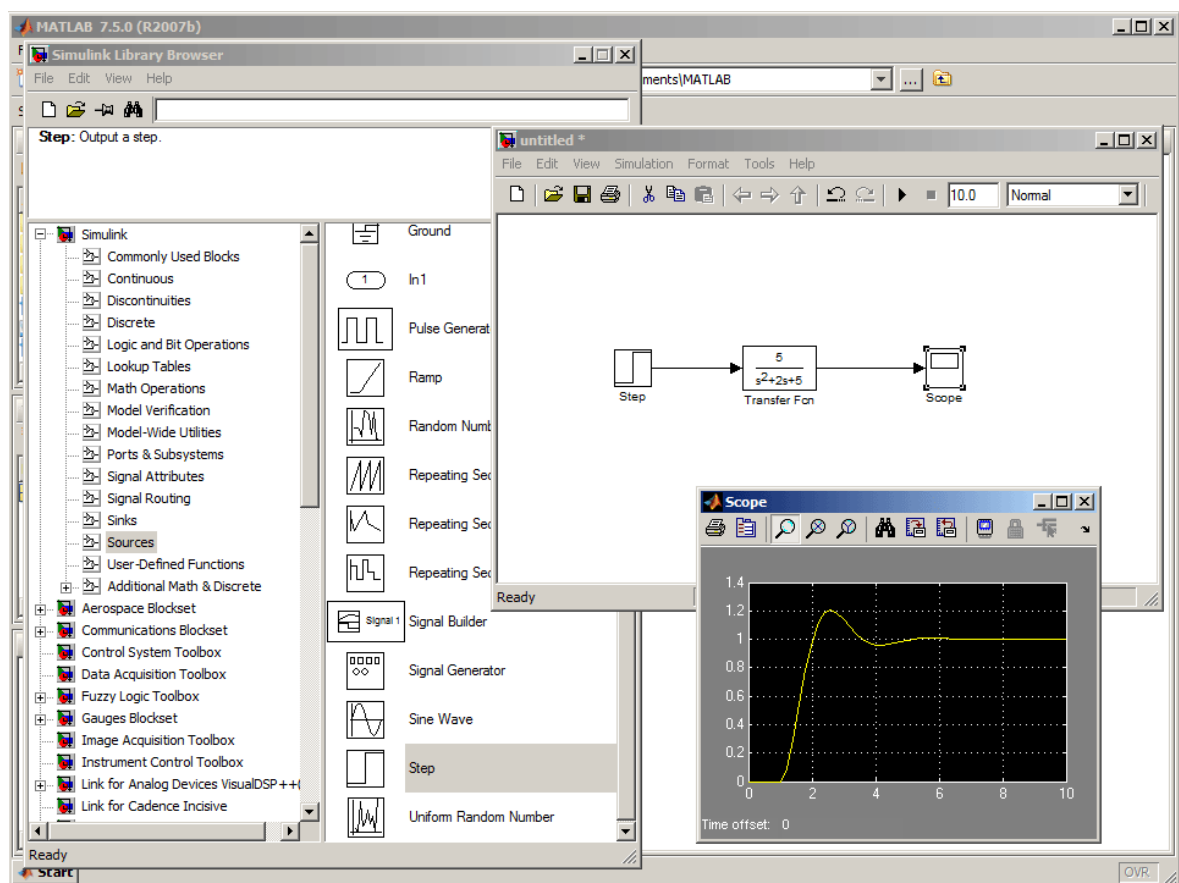 MATLAB 7.5.0 (R2007b)
Simulink Library Browser
File Edit View Help
ments\MATLAB
...
Step: Output a step.
Simulink
Commonly Used Blocks
Continuous
Discontinuities
Discrete
Logic and Bit Operations
Lookup Tables
Math Operations
Model Verification
Model-Wide Utilities
Ports & Subsystems
Signal Attributes
Signal Routing
Sinks
Sources
User-Defined Functions
Additional Math & Discrete
Aerospace Blockset
Communications Blockset
Control System Toolbox
Data Acquisition Toolbox
Fuzzy Logic Toolbox
Gauges Blockset
Image Acquisition Toolbox
Instrument Control Toolbox
Link for Analog Devices VisualDSP++(
Link for Cadence Incisive
Ground
1 In1
Pulse Generat
Ramp
Random Numb
Repeating Sec
Repeating Sec
Repeating Sec
Signal 1 Signal Builder
Signal Generator
Sine Wave
Step
Uniform Random Number
Ready
untitled *
File Edit View Simulation Format Tools Help
10.0 Normal
5
s²+2s+5
Step Transfer Fcn Scope
Ready
Scope
1.4
1.2
1
0.8
0.6
0.4
0.2
0
0 2 4 6 8 10
Time offset: 0
Start OVR